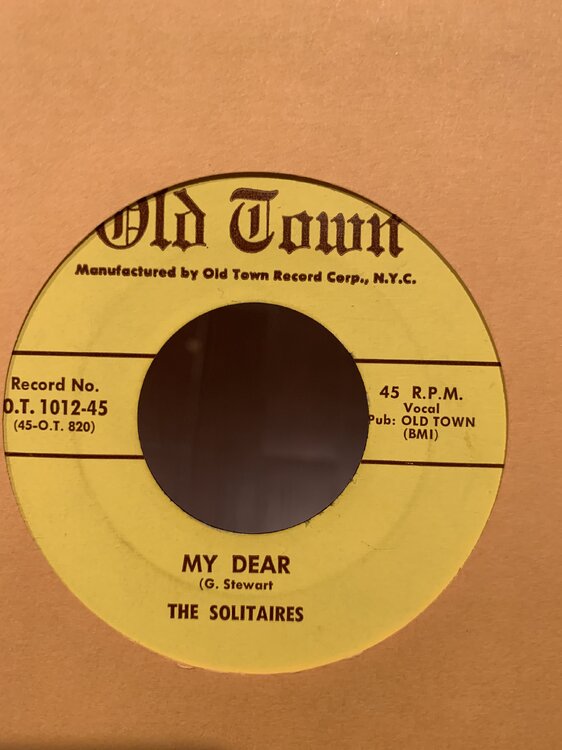 Old Town
Manufactured by Old Town Record Corp., N.Y.C.
Record No.
O.T. 1012-45
(45-O.T. 820)
45 R.P.M.
Vocal
Pub: OLD TOWN
(BMI)
MY DEAR
(G. Stewart
THE SOLITAIRES